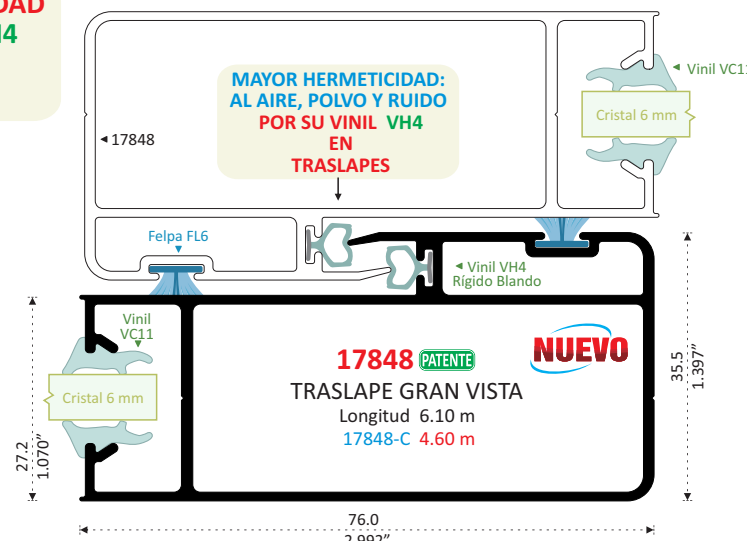 DAD
H4
MAYOR HERMETICIDAD:
AL AIRE, POLVO Y RUIDO
POR SU VINIL VH4
EN
TRASLAPES
Vinil VC11
Cristal 6 mm
17848
Felpa FL6
Vinil VH4
Rígido Blando
Vinil
VC11
Cristal 6 mm
17848 PATENTE
NUEVO
TRASLAPE GRAN VISTA
Longitud 6.10 m
17848-C 4.60 m
27.2
1.070”
35.5
1.397”
76.0
2.992”